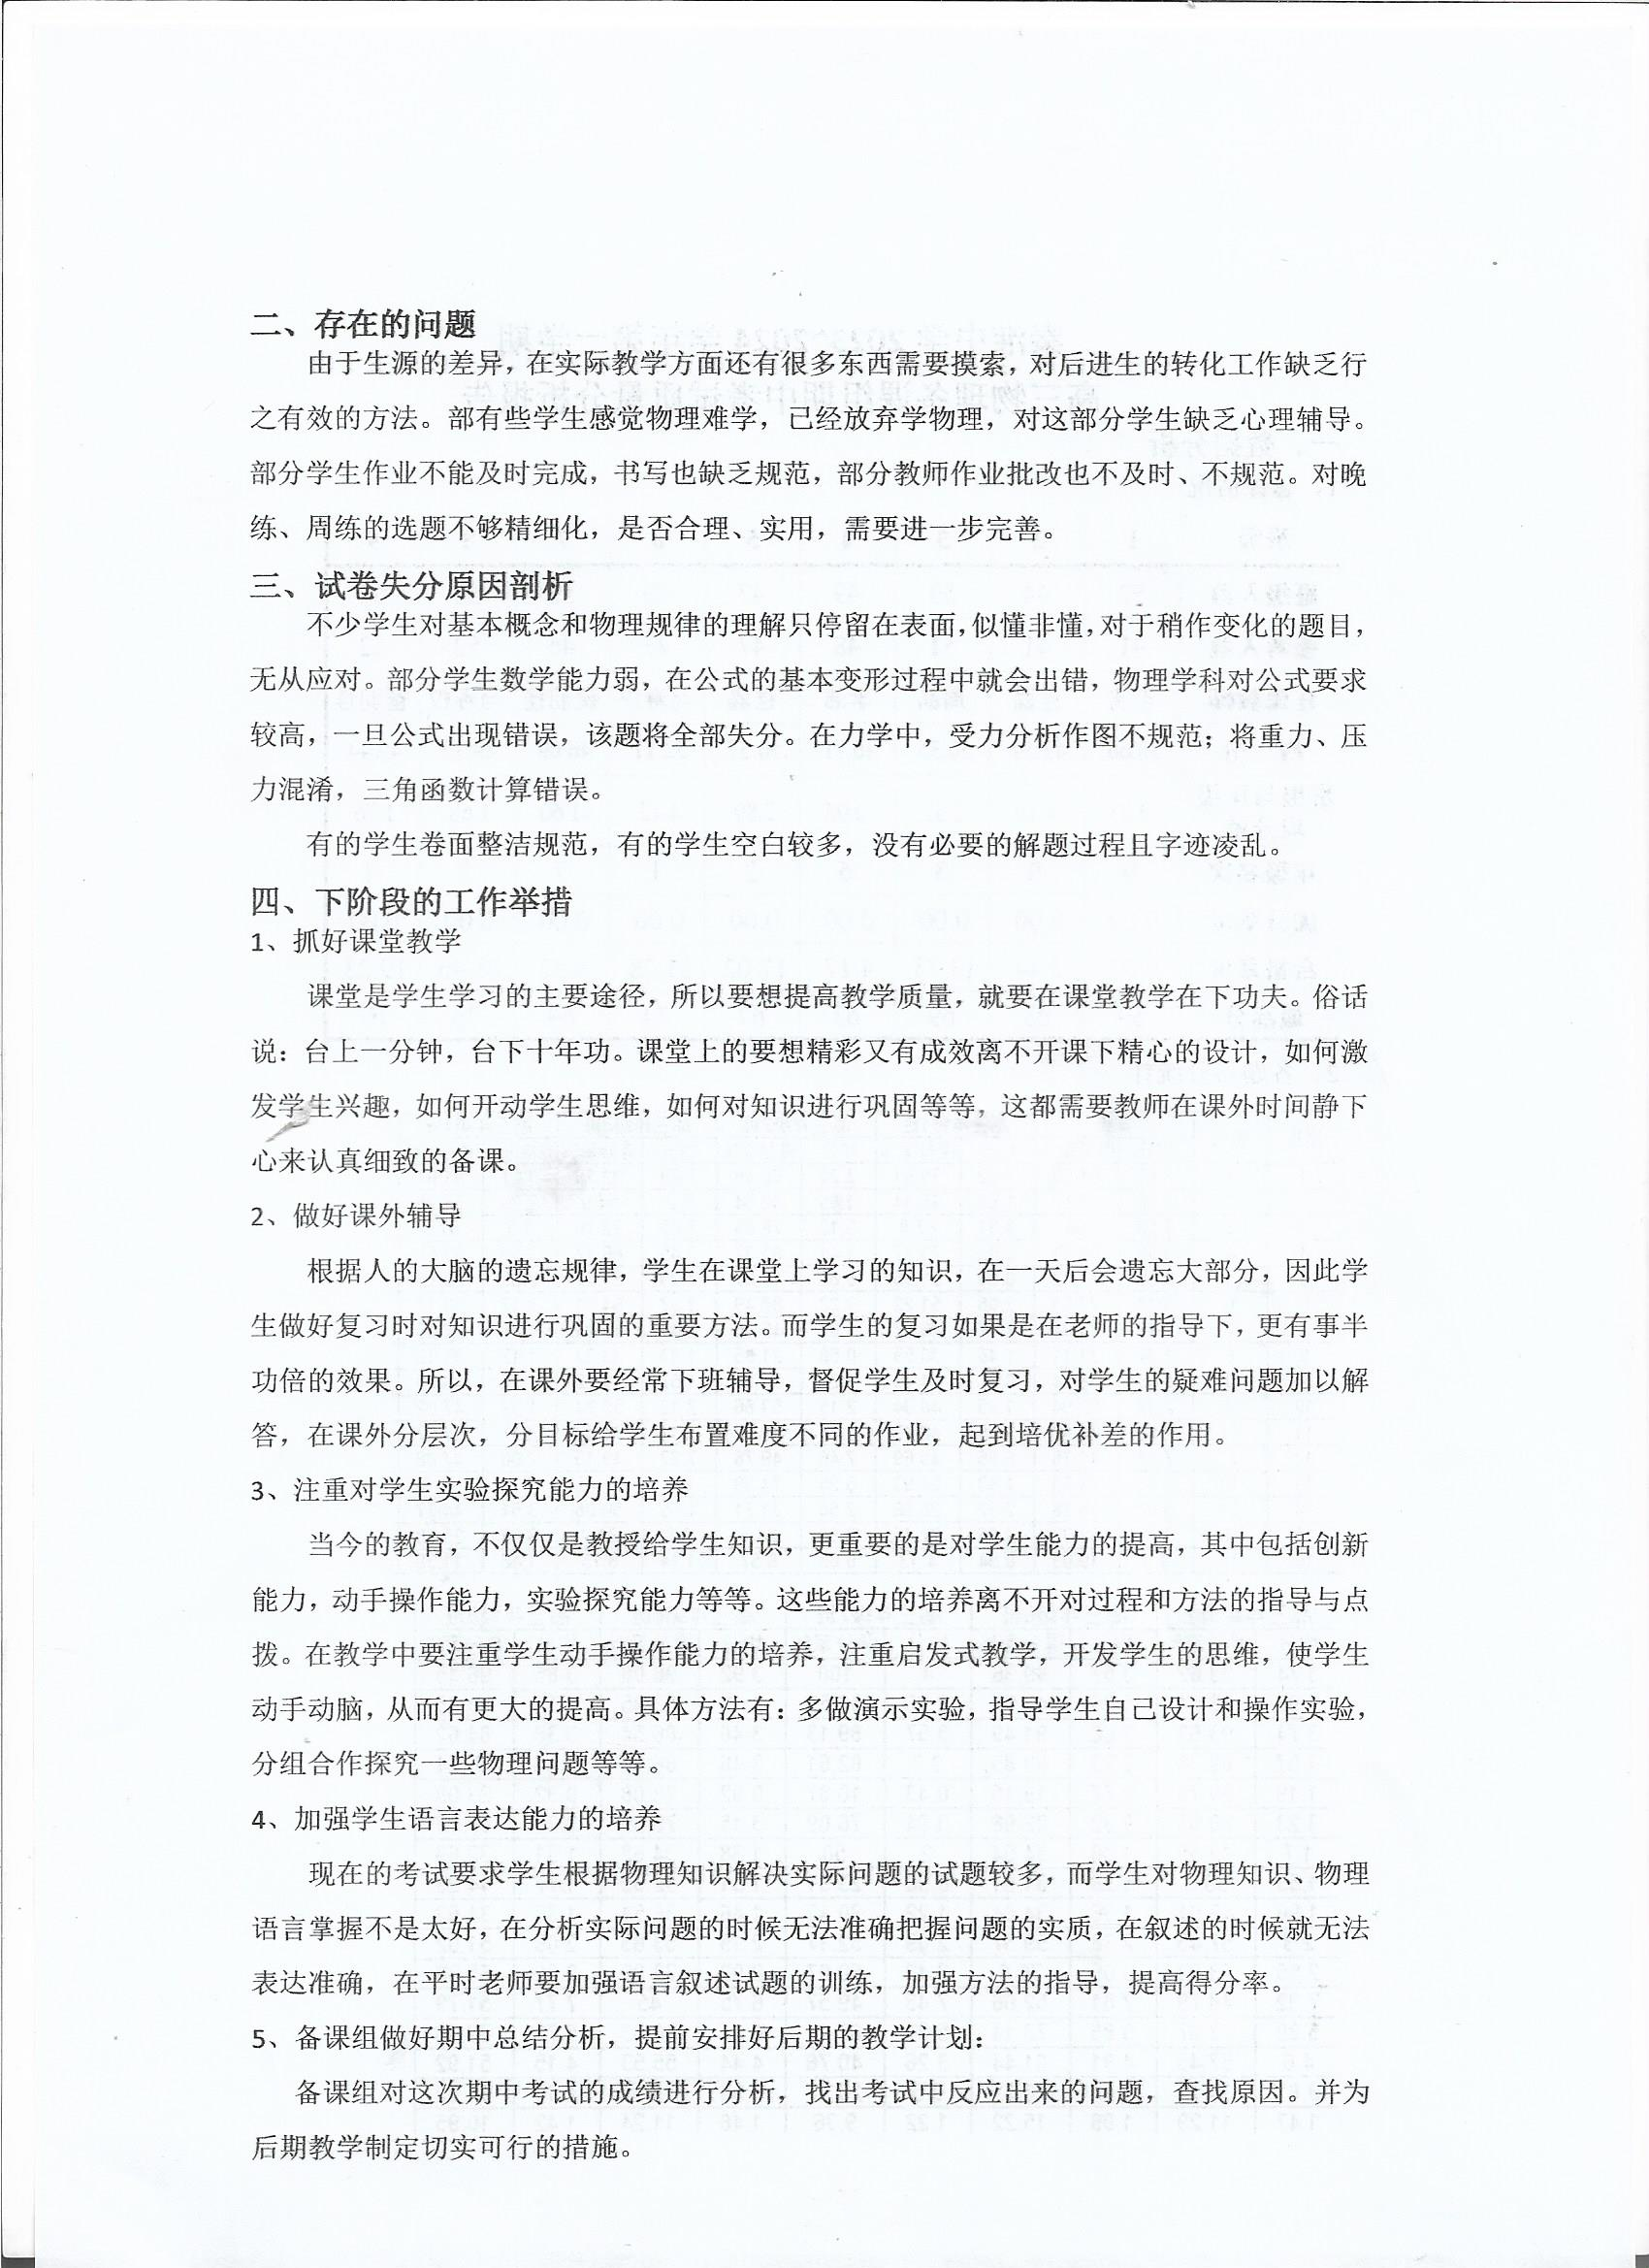 二、存在的问题
由于生源的差异，在实际教学方面还有很多东西需要摸索，对后进生的转化工作缺乏行
之有效的方法。部有些学生感觉物理难学，已经放弃学物理，对这部分学生缺乏心理辅导。
部分学生作业不能及时完成，书写也缺乏规范，部分教师作业批改也不及时、不规范。对晚
练、周练的选题不够精细化，是否合理、实用，需要进一步完善。
三、试卷失分原因剖析
不少学生对基本概念和物理规律的理解只停留在表面，似懂非懂，对于稍作变化的题目，
无从应对。部分学生数学能力弱，在公式的基本变形过程中就会出错，物理学科对公式要求
较高，一旦公式出现错误，该题将全部失分。在力学中，受力分析作图不规范；将重力、压
力混淆，三角函数计算错误。
有的学生卷面整洁规范，有的学生空白较多，没有必要的解题过程且字迹凌乱。
四、下阶段的工作举措
1、抓好课堂教学
课堂是学生学习的主要途径，所以要想提高教学质量，就要在课堂教学在下功夫。俗话
说：台上一分钟，台下十年功。课堂上的要想精彩又有成效离不开课下精心的设计，如何激
发学生兴趣，如何开动学生思维，如何对知识进行巩固等等，这都需要教师在课外时间静下
心来认真细致的备课。
2、做好课外辅导
根据人的大脑的遗忘规律，学生在课堂上学习的知识，在一天后会遗忘大部分，因此学
生做好复习时对知识进行巩固的重要方法。而学生的复习如果是在老师的指导下，更有事半
功倍的效果。所以，在课外要经常下班辅导，督促学生及时复习，对学生的疑难问题加以解
答，在课外分层次，分目标给学生布置难度不同的作业，起到培优补差的作用。
3、注重对学生实验探究能力的培养
当今的教育，不仅仅是教授给学生知识，更重要的是对学生能力的提高，其中包括创新
能力，动手操作能力，实验探究能力等等。这些能力的培养离不开对过程和方法的指导与点
拨。在教学中要注重学生动手操作能力的培养，注重启发式教学，开发学生的思维，使学生
动手动脑，从而有更大的提高。具体方法有：多做演示实验，指导学生自己设计和操作实验，
分组合作探究一些物理问题等等。
4、加强学生语言表达能力的培养
现在的考试要求学生根据物理知识解决实际问题的试题较多，而学生对物理知识、物理
语言掌握不是太好，在分析实际问题的时候无法准确把握问题的实质，在叙述的时候就无法
表达准确，在平时老师要加强语言叙述试题的训练，加强方法的指导，提高得分率。
5、备课组做好期中总结分析，提前安排好后期的教学计划：
备课组对这次期中考试的成绩进行分析，找出考试中反应出来的问题，查找原因。并为
后期教学制定切实可行的措施。